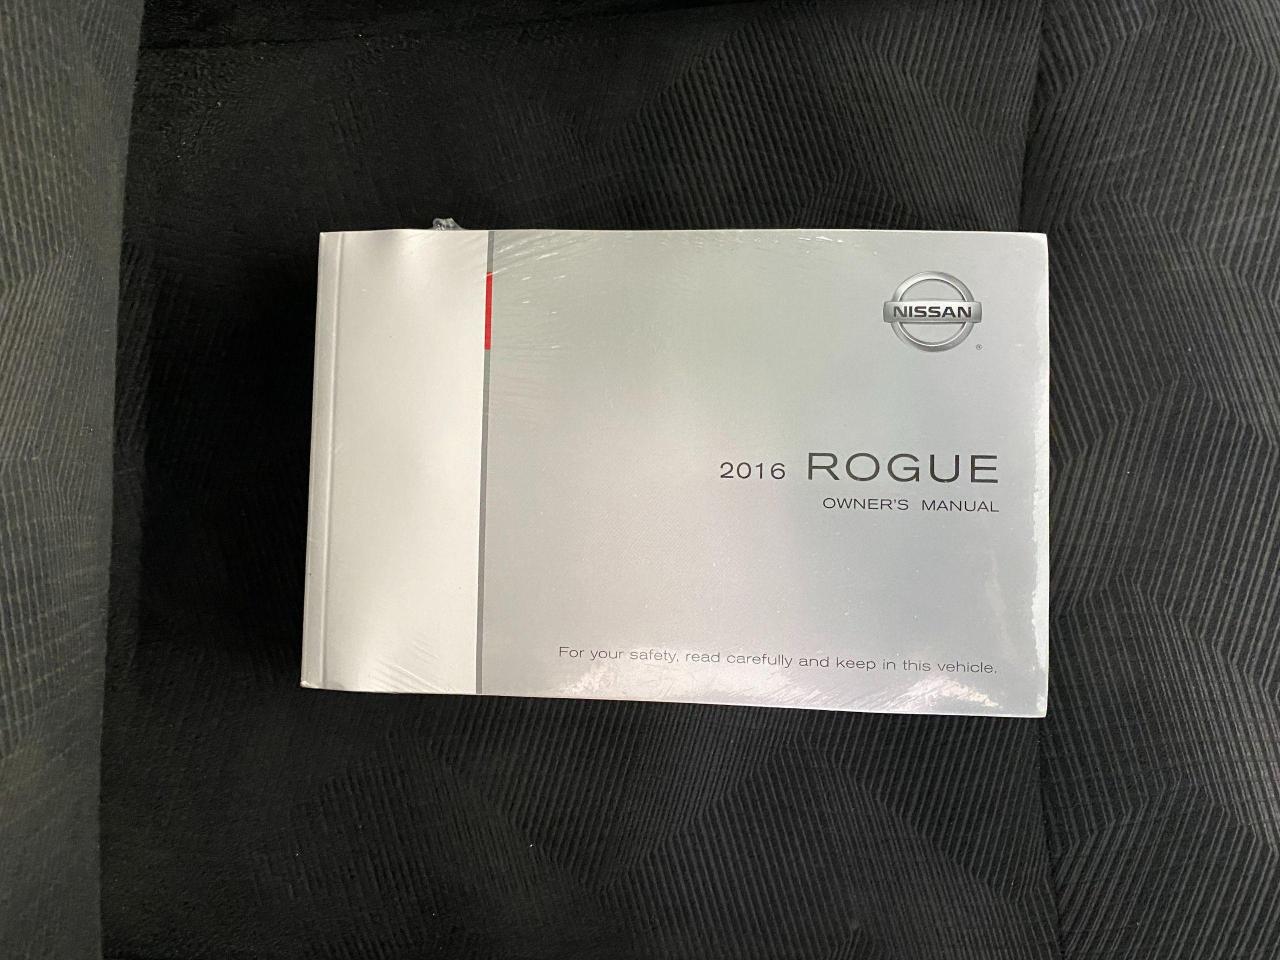 NISSAN
®
2016 ROGUE
OWNER'S MANUAL
For your safety, read carefully and keep in this vehicle.